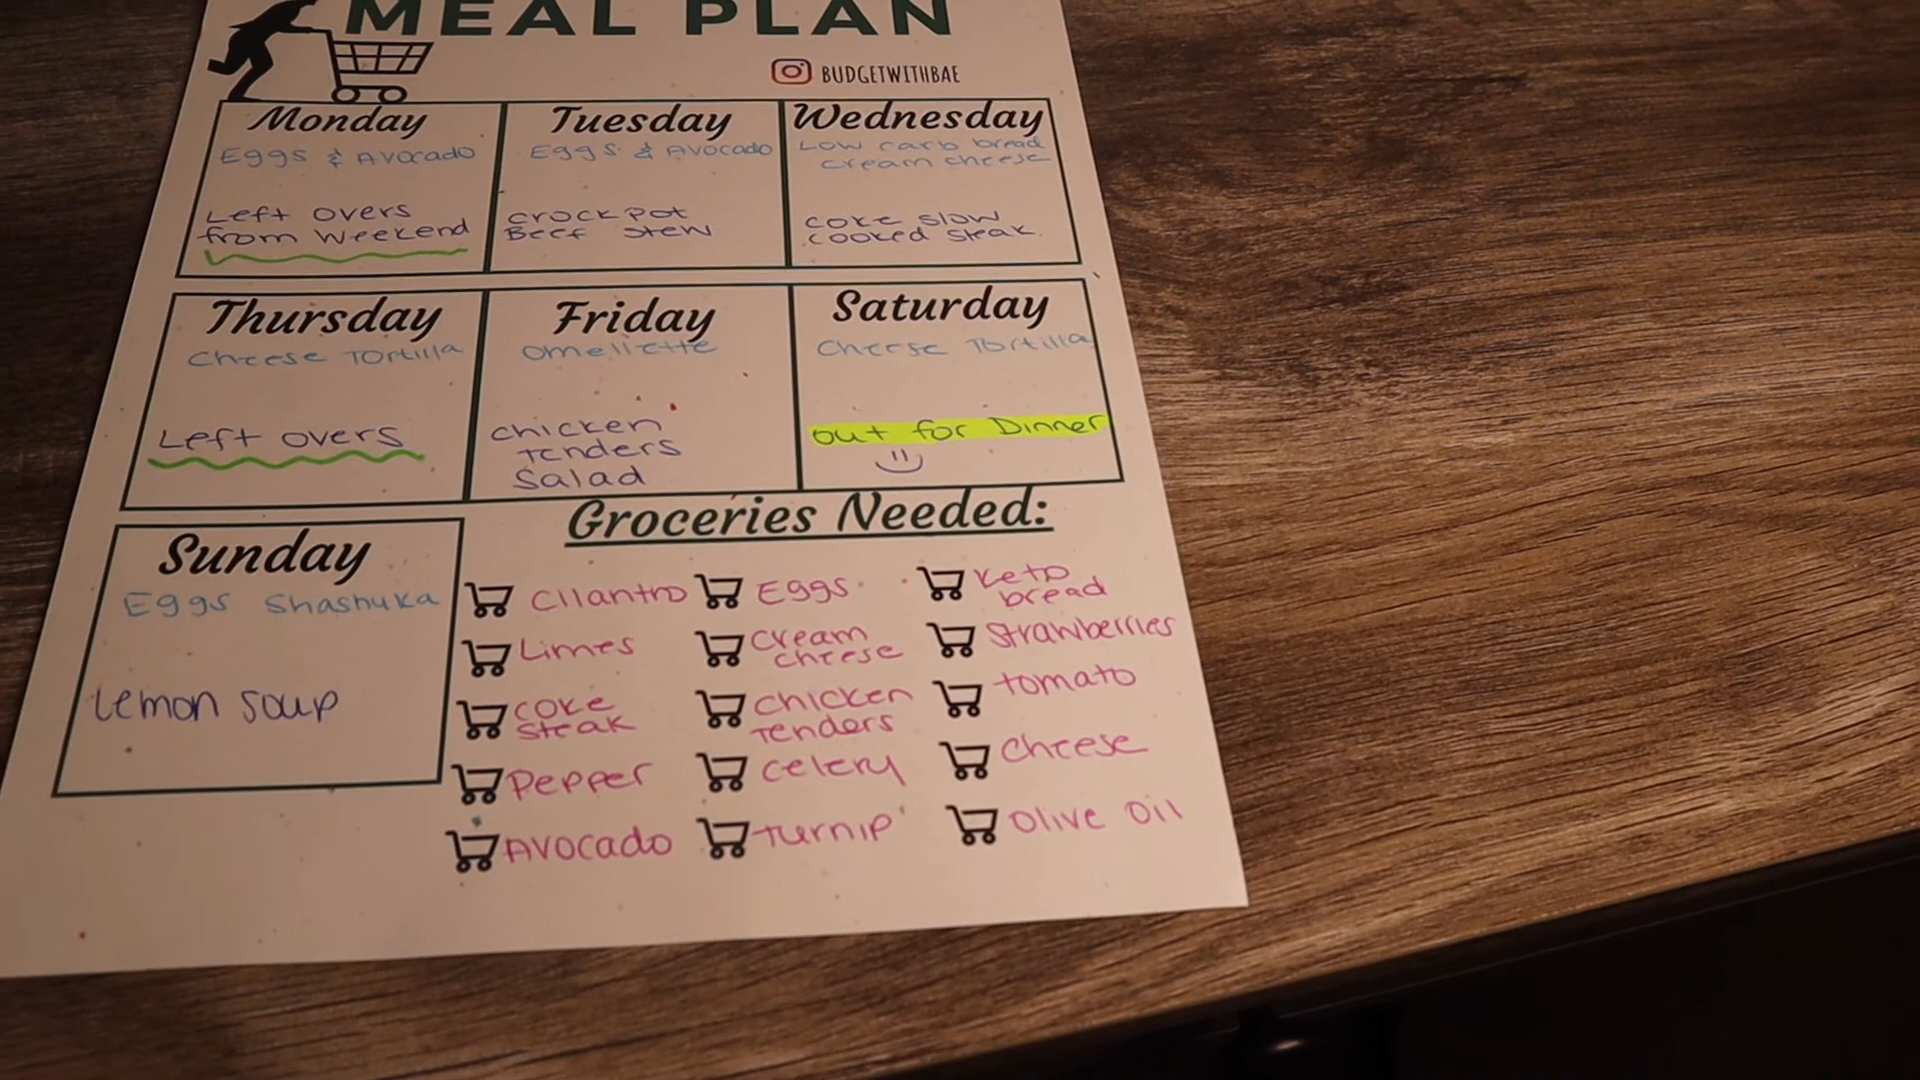 MEAL PLAN
BUDGETWITHBAE
Monday
Eggs & Avocado
Left overs
from Weekend
Tuesday
Eggs & Avocado
crockpot
Beef stew
Wednesday
Low carb bread
cream cheese
coke slow
cooked steak
Thursday
Cheese Tortilla
Left overs
Friday
omellette
chicken
tenders
Salad
Saturday
Cheese Tortilla
out for Dinner
Sunday
Eggs Shashuka
Lemon soup
Groceries Needed:
Cilantro
Limes
coke
steak
Pepper
Avocado
Eggs
cream
cheese
chicken
tenders
celery
turnip
keto
bread
Strawberries
tomato
cheese
Olive Oil